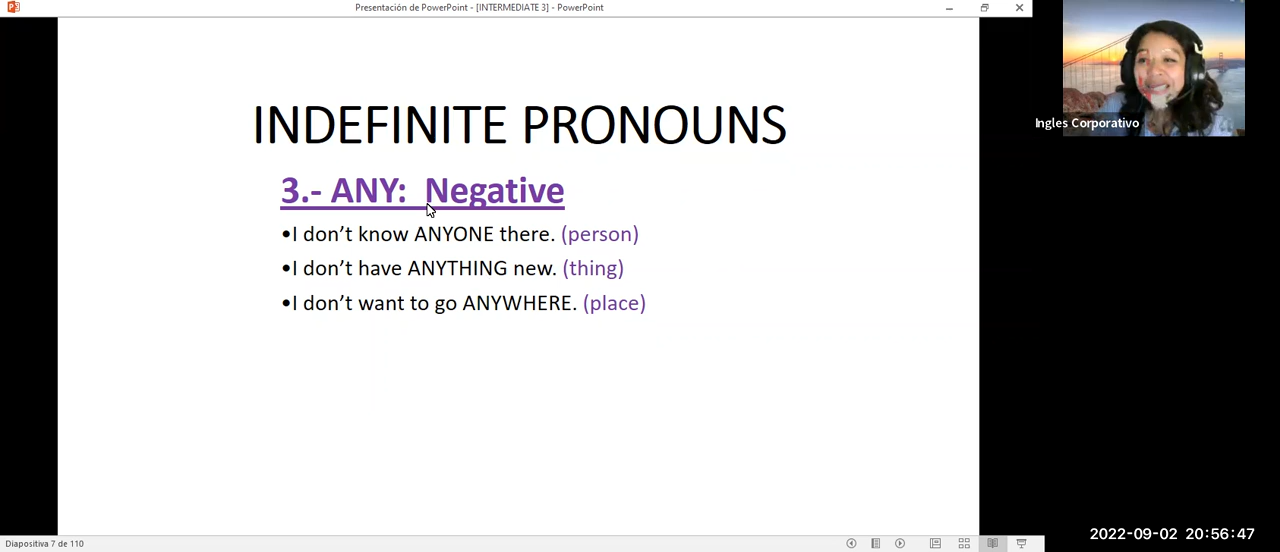 Presentación de PowerPoint - [INTERMEDIATE 3] - PowerPoint
INDEFINITE PRONOUNS
3.- ANY:  Negative
•I don’t know ANYONE there. (person)
•I don’t have ANYTHING new. (thing)
•I don’t want to go ANYWHERE. (place)
Ingles Corporativo
2022-09-02 20:56:47
Diapositiva 7 de 110